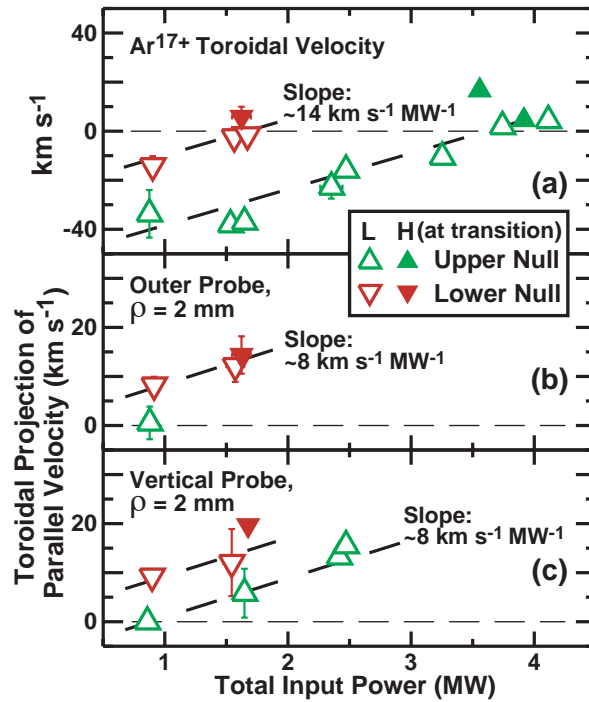 40
Ar17+ Toroidal Velocity
Slope:
~14 km s-1 MW-1
km s-1
0
(a)
-40
L H (at transition)
Upper Null
Lower Null
Outer Probe,
ρ = 2 mm
20
Slope:
~8 km s-1 MW-1
(b)
0
Toroidal Projection of
Parallel Velocity (km s-1)
Vertical Probe,
ρ = 2 mm
20
Slope:
~8 km s-1 MW-1
(c)
0
1 2 3 4
Total Input Power (MW)